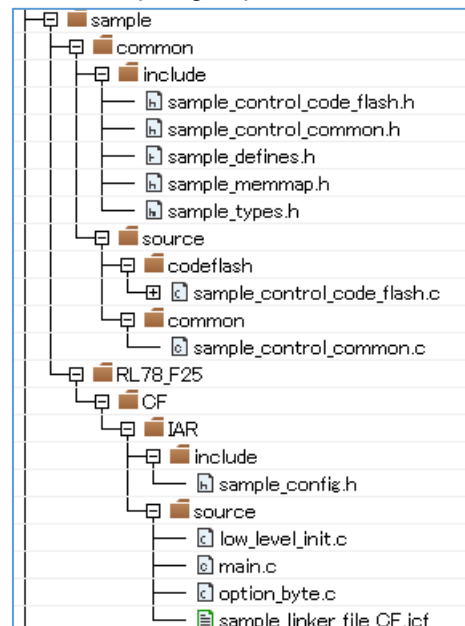 sample
common
include
sample_control_code_flash.h
sample_control_common.h
sample_defines.h
sample_memmap.h
sample_types.h
source
codeflash
sample_control_code_flash.c
common
sample_control_common.c
RL78_F25
CF
IAR
include
sample_config.h
source
low_level_init.c
main.c
option_byte.c
sample_linker_file_CF.icf